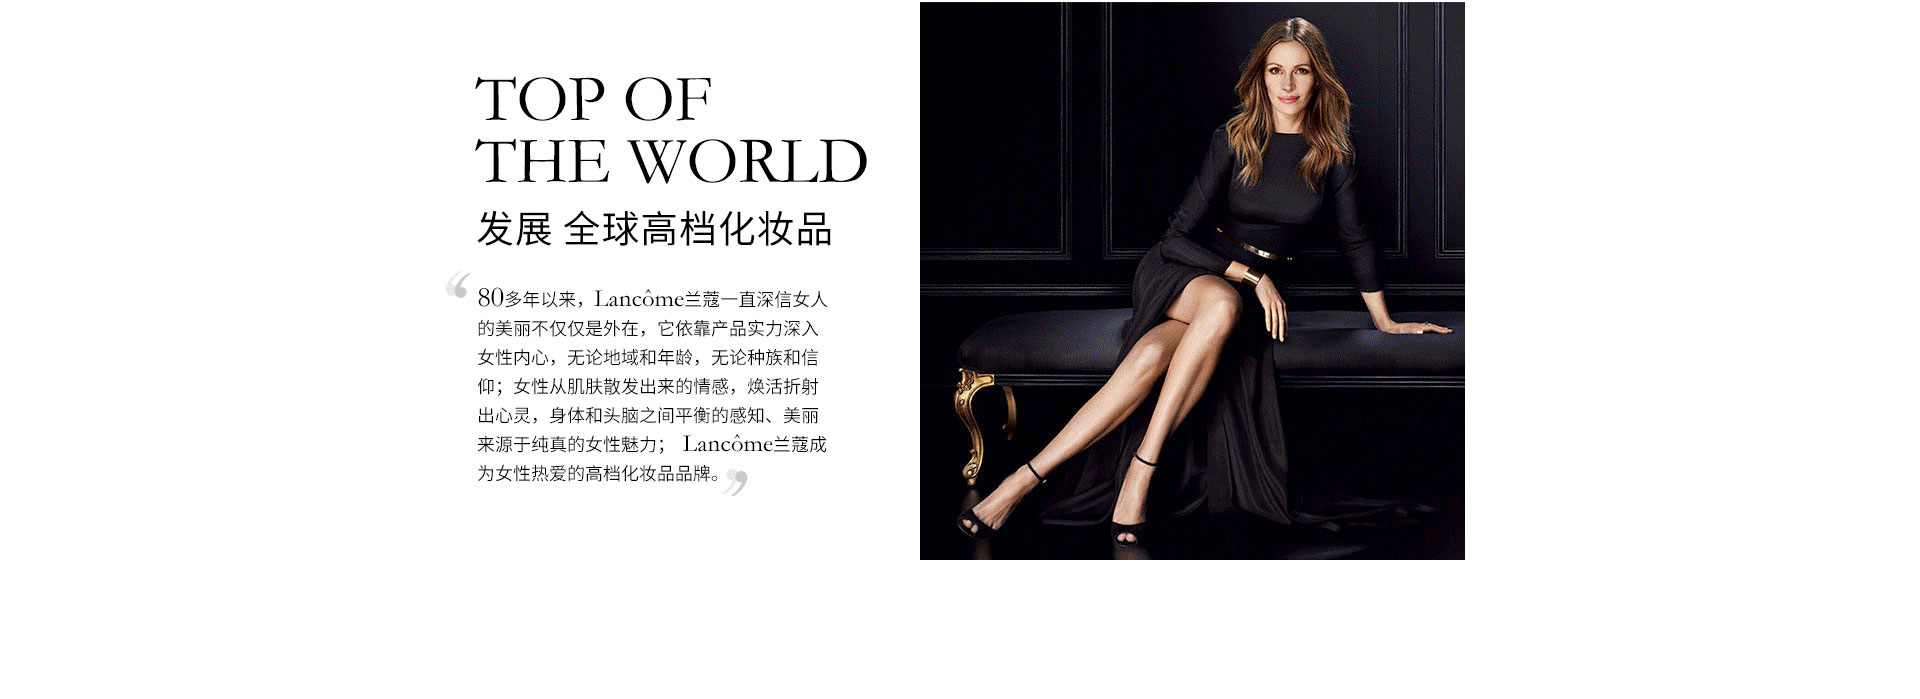 TOP OF
THE WORLD
发展 全球高档化妆品
“80多年以来，Lancôme兰蔻一直深信女人
的美丽不仅仅是外在，它依靠产品实力深入
女性内心，无论地域和年龄，无论种族和信
仰；女性从肌肤散发出来的情感，焕活折射
出心灵，身体和头脑之间平衡的感知、美丽
来源于纯真的女性魅力； Lancôme兰蔻成
为女性热爱的高档化妆品品牌。”